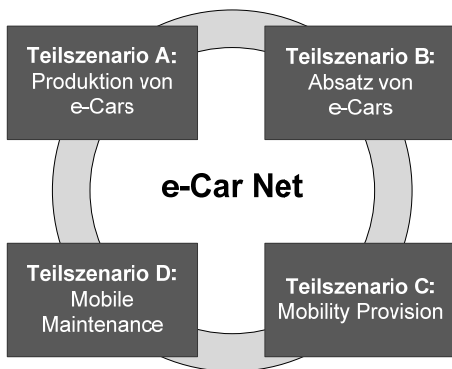 Teilszenario A:
Produktion von
e-Cars
Teilszenario B:
Absatz von
e-Cars
e-Car Net
Teilszenario D:
Mobile
Maintenance
Teilszenario C:
Mobility Provision